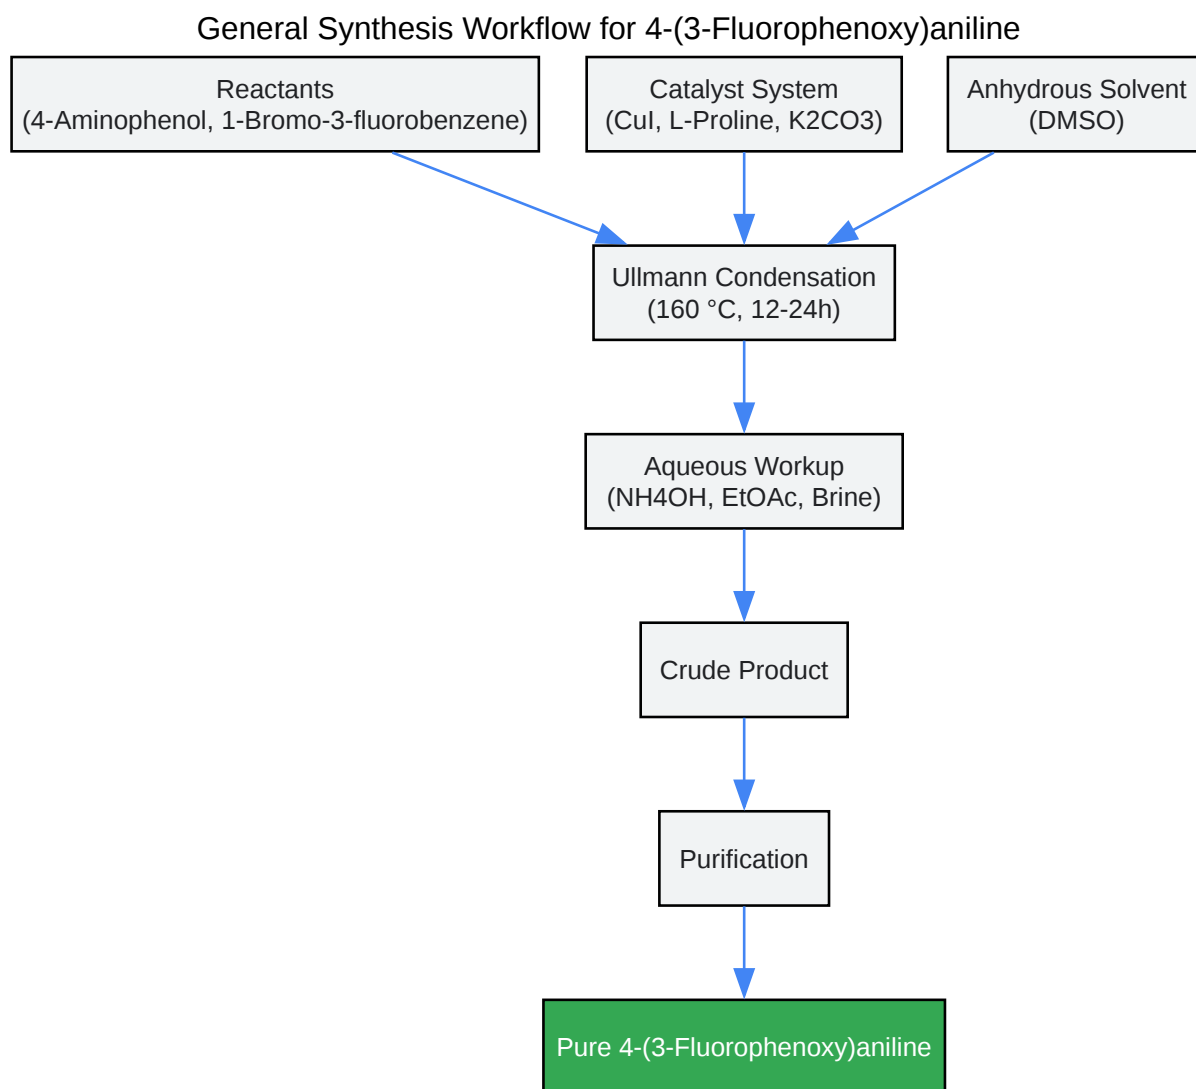 General Synthesis Workflow for 4-(3-Fluorophenoxy)aniline
Reactants
(4-Aminophenol, 1-Bromo-3-fluorobenzene)
Catalyst System
(CuI, L-Proline, K2CO3)
Anhydrous Solvent
(DMSO)
Ullmann Condensation
(160 °C, 12-24h)
Aqueous Workup
(NH4OH, EtOAc, Brine)
Crude Product
Purification
Pure 4-(3-Fluorophenoxy)aniline